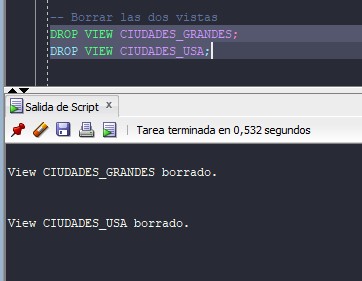 -- Borrar las dos vistas
DROP VIEW CIUDADES_GRANDES;
DROP VIEW CIUDADES_USA;
Salida de Script x
Tarea terminada en 0,532 segundos
View CIUDADES_GRANDES borrado.
View CIUDADES_USA borrado.